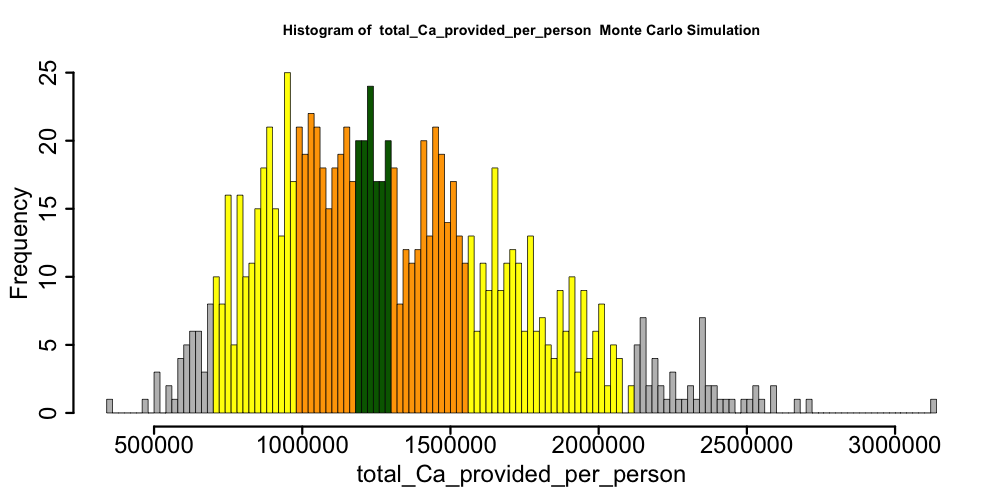 Histogram of total_Ca_provided_per_person Monte Carlo Simulation
25
20
15
10
5
0
Frequency
500000 1000000 1500000 2000000 2500000 3000000
total_Ca_provided_per_person